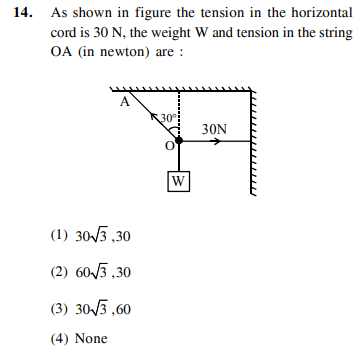 14. As shown in figure the tension in the horizontal
cord is 30 N, the weight W and tension in the string
OA (in newton) are :
A
30°
30N
O
W
(1) 30√3 ,30
(2) 60√3 ,30
(3) 30√3 ,60
(4) None